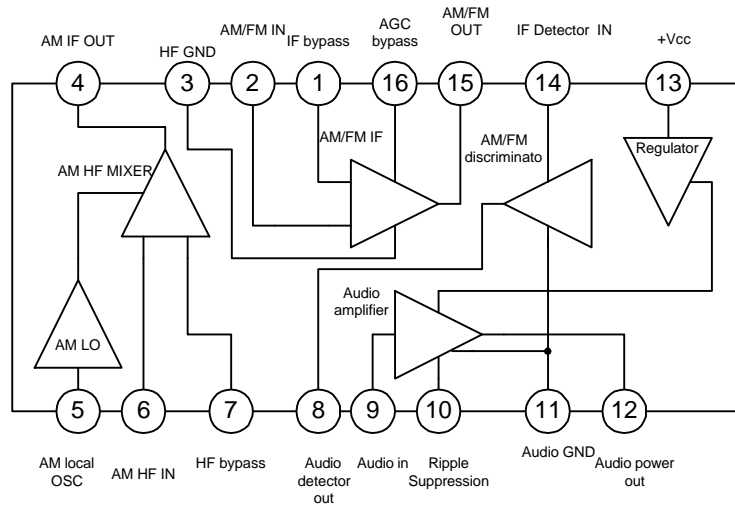 AM IF OUT
HF GND
AM/FM IN
IF bypass
AGC
bypass
AM/FM
OUT
IF Detector IN
+Vcc
4
3
2
1
16
15
14
13
AM/FM IF
AM/FM
discriminato
Regulator
AM HF MIXER
Audio
amplifier
AM LO
5
6
7
8
9
10
11
12
AM local
OSC
AM HF IN
HF bypass
Audio
detector
out
Audio in
Ripple
Suppression
Audio GND
Audio power
out